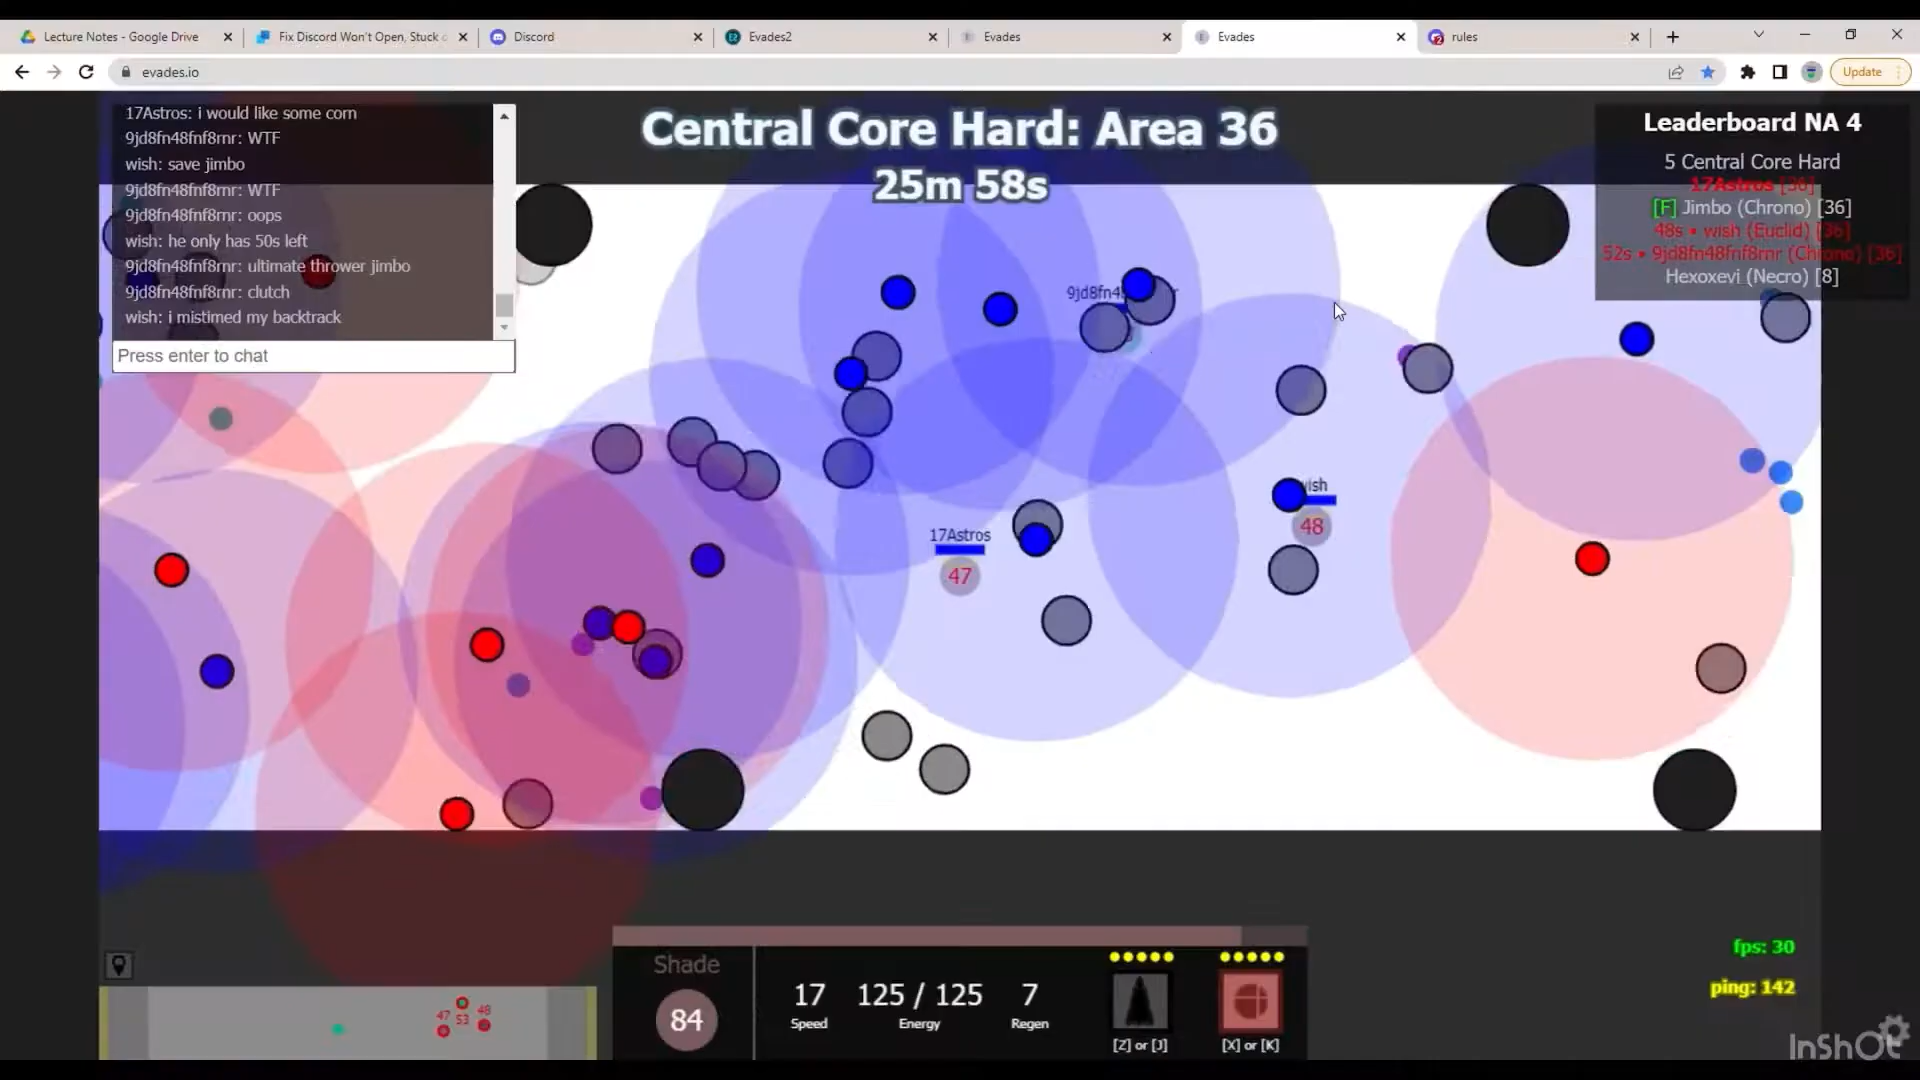 Lecture Notes - Google Drive
Fix Discord Won't Open, Stuck
Discord
Evades2
Evades
Evades
rules
evades.io
Update
17Astros: i would like some corn
9jd8fn48fnf8rnr: WTF
wish: save jimbo
9jd8fn48fnf8rnr: WTF
9jd8fn48fnf8rnr: oops
wish: he only has 50s left
9jd8fn48fnf8rnr: ultimate thrower jimbo
9jd8fn48fnf8rnr: clutch
wish: i mistimed my backtrack
Press enter to chat
Central Core Hard: Area 36
25m 58s
Leaderboard NA 4
5 Central Core Hard
17Astros [36]
[F] Jimbo (Chrono) [36]
48s • wish (Euclid) [36]
52s • 9jd8fn48fnf8rnr (Chrono) [36]
Hexoxevi (Necro) [8]
9jd8fn4
wish
48
17Astros
47
fps: 30
ping: 142
Shade
84
17
Speed
125 / 125
Energy
7
Regen
[Z] or [J]
[X] or [K]
47
53
48
InShOt